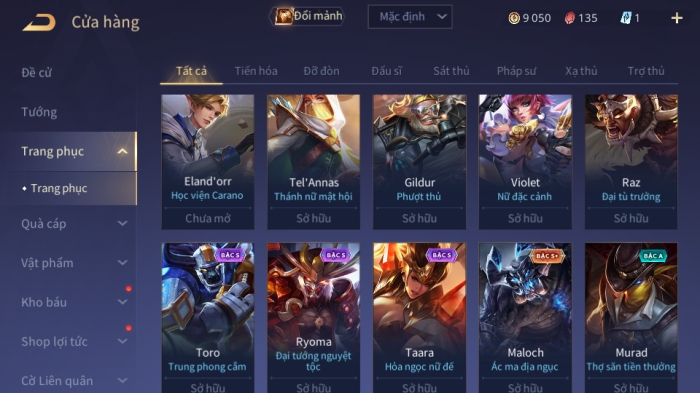 Cửa hàng
Đổi mảnh
Mặc định
9 050
135
1
Đề cử
Tướng
Trang phục
Trang phục
Quà cáp
Vật phẩm
Kho báu
Shop lợi tức
Cờ Liên quân
Tất cả
Tiến hóa
Đỡ đòn
Đấu sĩ
Sát thủ
Pháp sư
Xạ thủ
Trợ thủ
Eland'orr
Học viện Carano
Chưa mở
Tel'Annas
Thánh nữ mật hội
Sở hữu
Gildur
Phượt thủ
Sở hữu
Violet
Nữ đặc cảnh
Sở hữu
Raz
Đại tù trưởng
Sở hữu
BẬC S
Toro
Trung phong cắm
Sở hữu
BẬC S
Ryoma
Đại tướng nguyệt
tộc
Sở hữu
BẬC S
Taara
Hỏa ngọc nữ đế
Sở hữu
BẬC S+
Maloch
Ác ma địa ngục
Sở hữu
BẬC A
Murad
Thợ săn tiền thưởng
Sở hữu